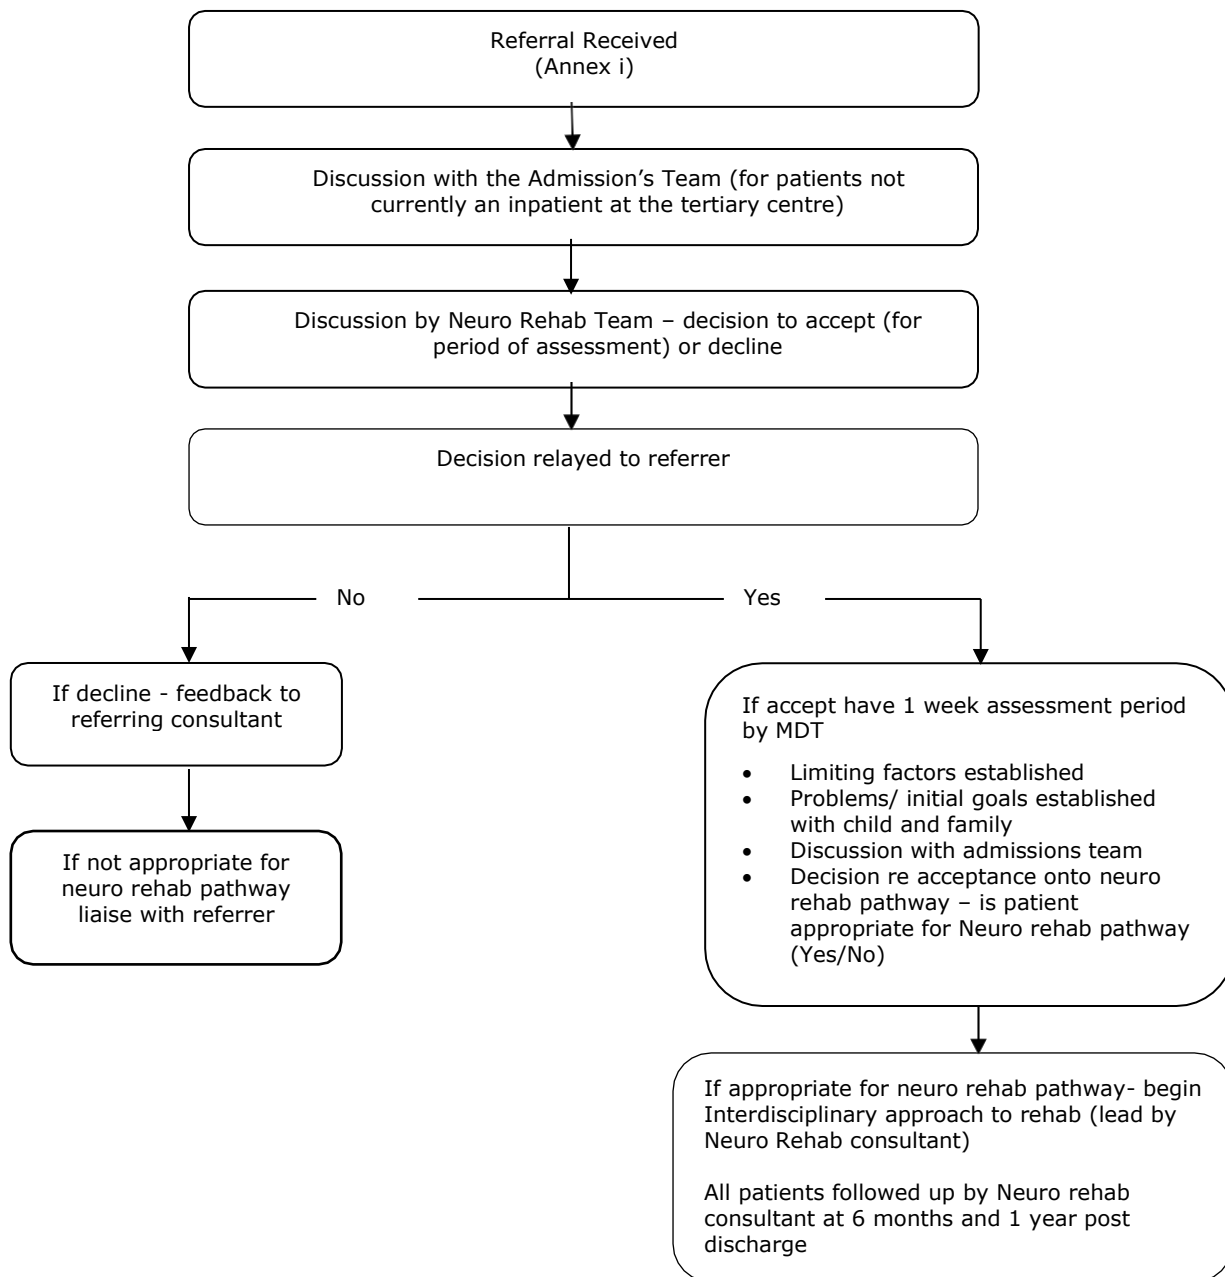 Referral Received
(Annex i)
Discussion with the Admission’s Team (for patients not
currently an inpatient at the tertiary centre)
Discussion by Neuro Rehab Team – decision to accept (for
period of assessment) or decline
Decision relayed to referrer
No
Yes
If decline - feedback to
referring consultant
If not appropriate for
neuro rehab pathway
liaise with referrer
If accept have 1 week assessment period
by MDT
• Limiting factors established
• Problems/ initial goals established
with child and family
• Discussion with admissions team
• Decision re acceptance onto neuro
rehab pathway – is patient
appropriate for Neuro rehab pathway
(Yes/No)
If appropriate for neuro rehab pathway- begin
Interdisciplinary approach to rehab (lead by
Neuro Rehab consultant)
All patients followed up by Neuro rehab
consultant at 6 months and 1 year post
discharge